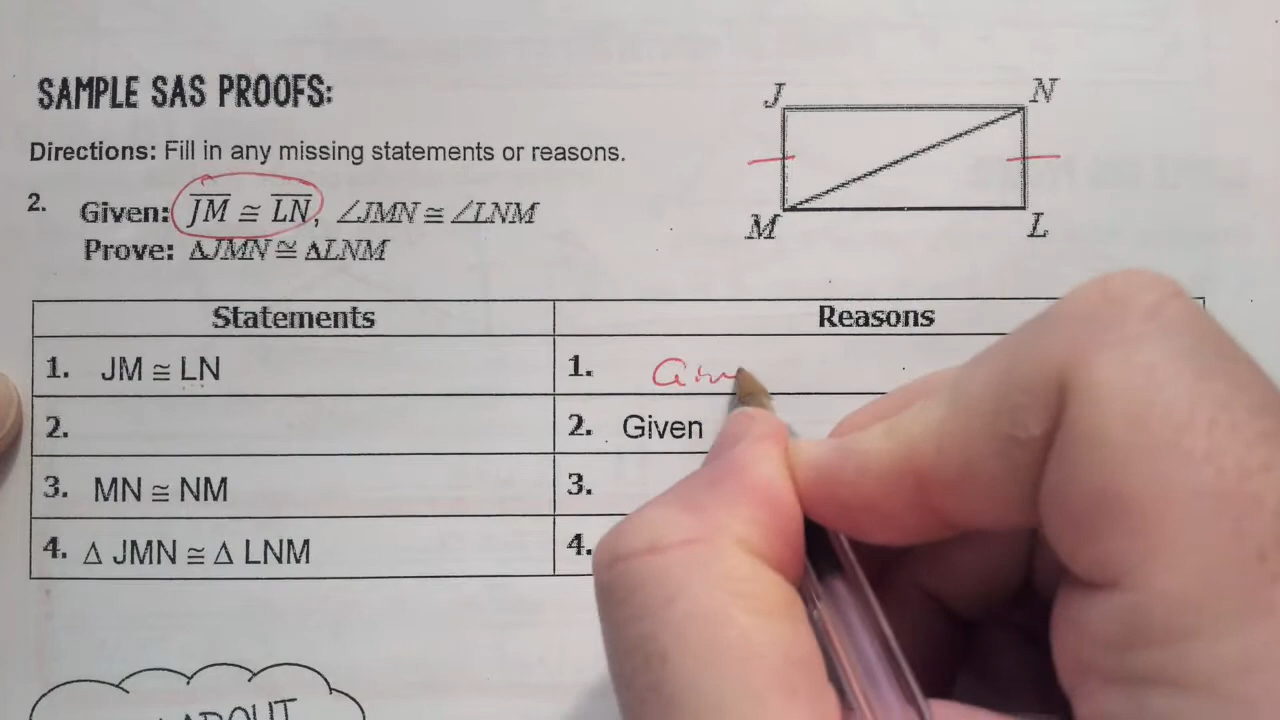 SAMPLE SAS PROOFS:
J
N
Directions: Fill in any missing statements or reasons.
2. Given: JM ≅ LN, ∠JMN ≅ ∠LNM
M
L
Prove: ΔJMN ≅ ΔLNM
Statements
Reasons
1. JM ≅ LN
1.
2.
2. Given
3. MN ≅ NM
3.
4. Δ JMN ≅ Δ LNM
4.
ABOUT